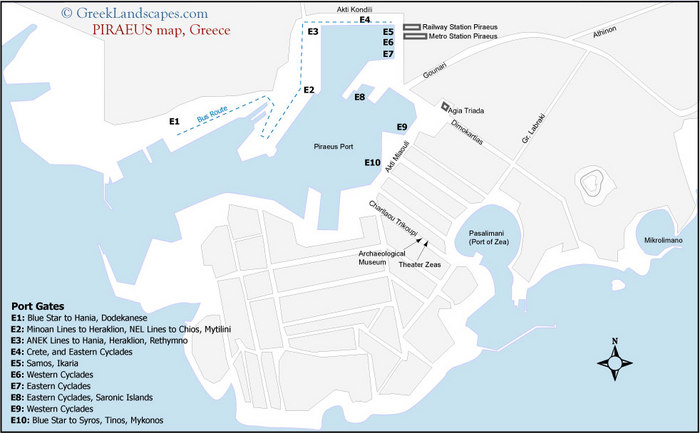 © GreekLandscapes.com
PIRAEUS map, Greece
Akti Kondili
E4
E3
E5
Railway Station Piraeus
E6
Metro Station Piraeus
E7
Athinon
Gounari
E2
E8
Bus Route
E1
Agia Triada
Dimokartias
Gr. Labraki
E9
Piraeus Port
E10
Akti Miaouli
Charilaou Trikoupi
Pasalimani
(Port of Zea)
Mikrolimano
Archaeological
Museum
Theater Zeas
Port Gates
E1: Blue Star to Hania, Dodekanese
E2: Minoan Lines to Heraklion, NEL Lines to Chios, Mytilini
E3: ANEK Lines to Hania, Heraklion, Rethymno
E4: Crete, and Eastern Cyclades
E5: Samos, Ikaria
E6: Western Cyclades
E7: Eastern Cyclades
E8: Eastern Cyclades, Saronic Islands
E9: Western Cyclades
E10: Blue Star to Syros, Tinos, Mykonos
N